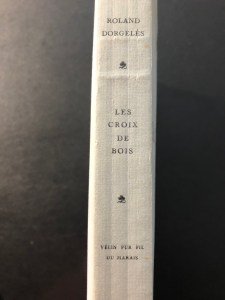 ROLAND
DORGELÈS
LES
CROIX
DE
BOIS
VÉLIN PUR FIL
DU MARAIS